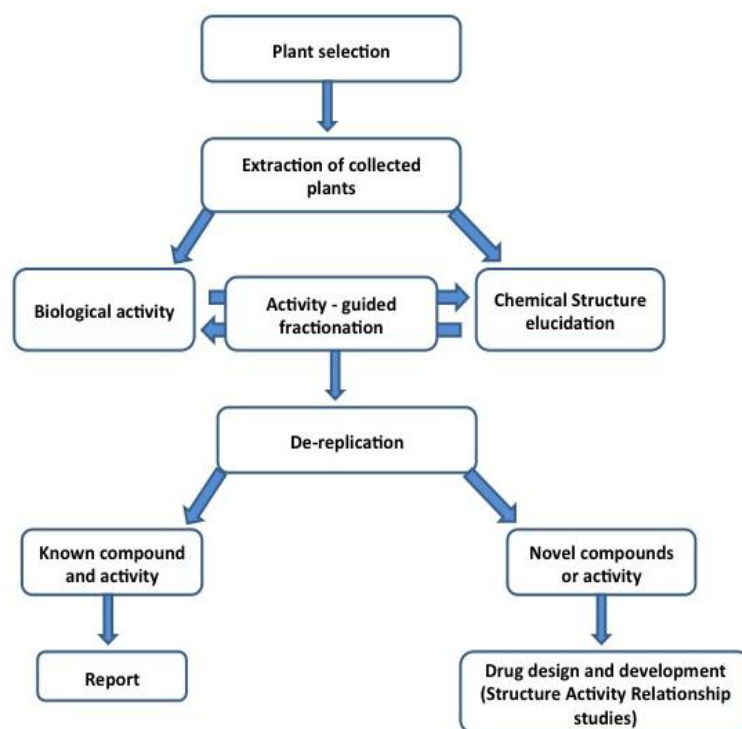 Plant selection
Extraction of collected
plants
Biological activity
Activity - guided
fractionation
Chemical Structure
elucidation
De-replication
Known compound
and activity
Novel compounds
or activity
Report
Drug design and development
(Structure Activity Relationship
studies)